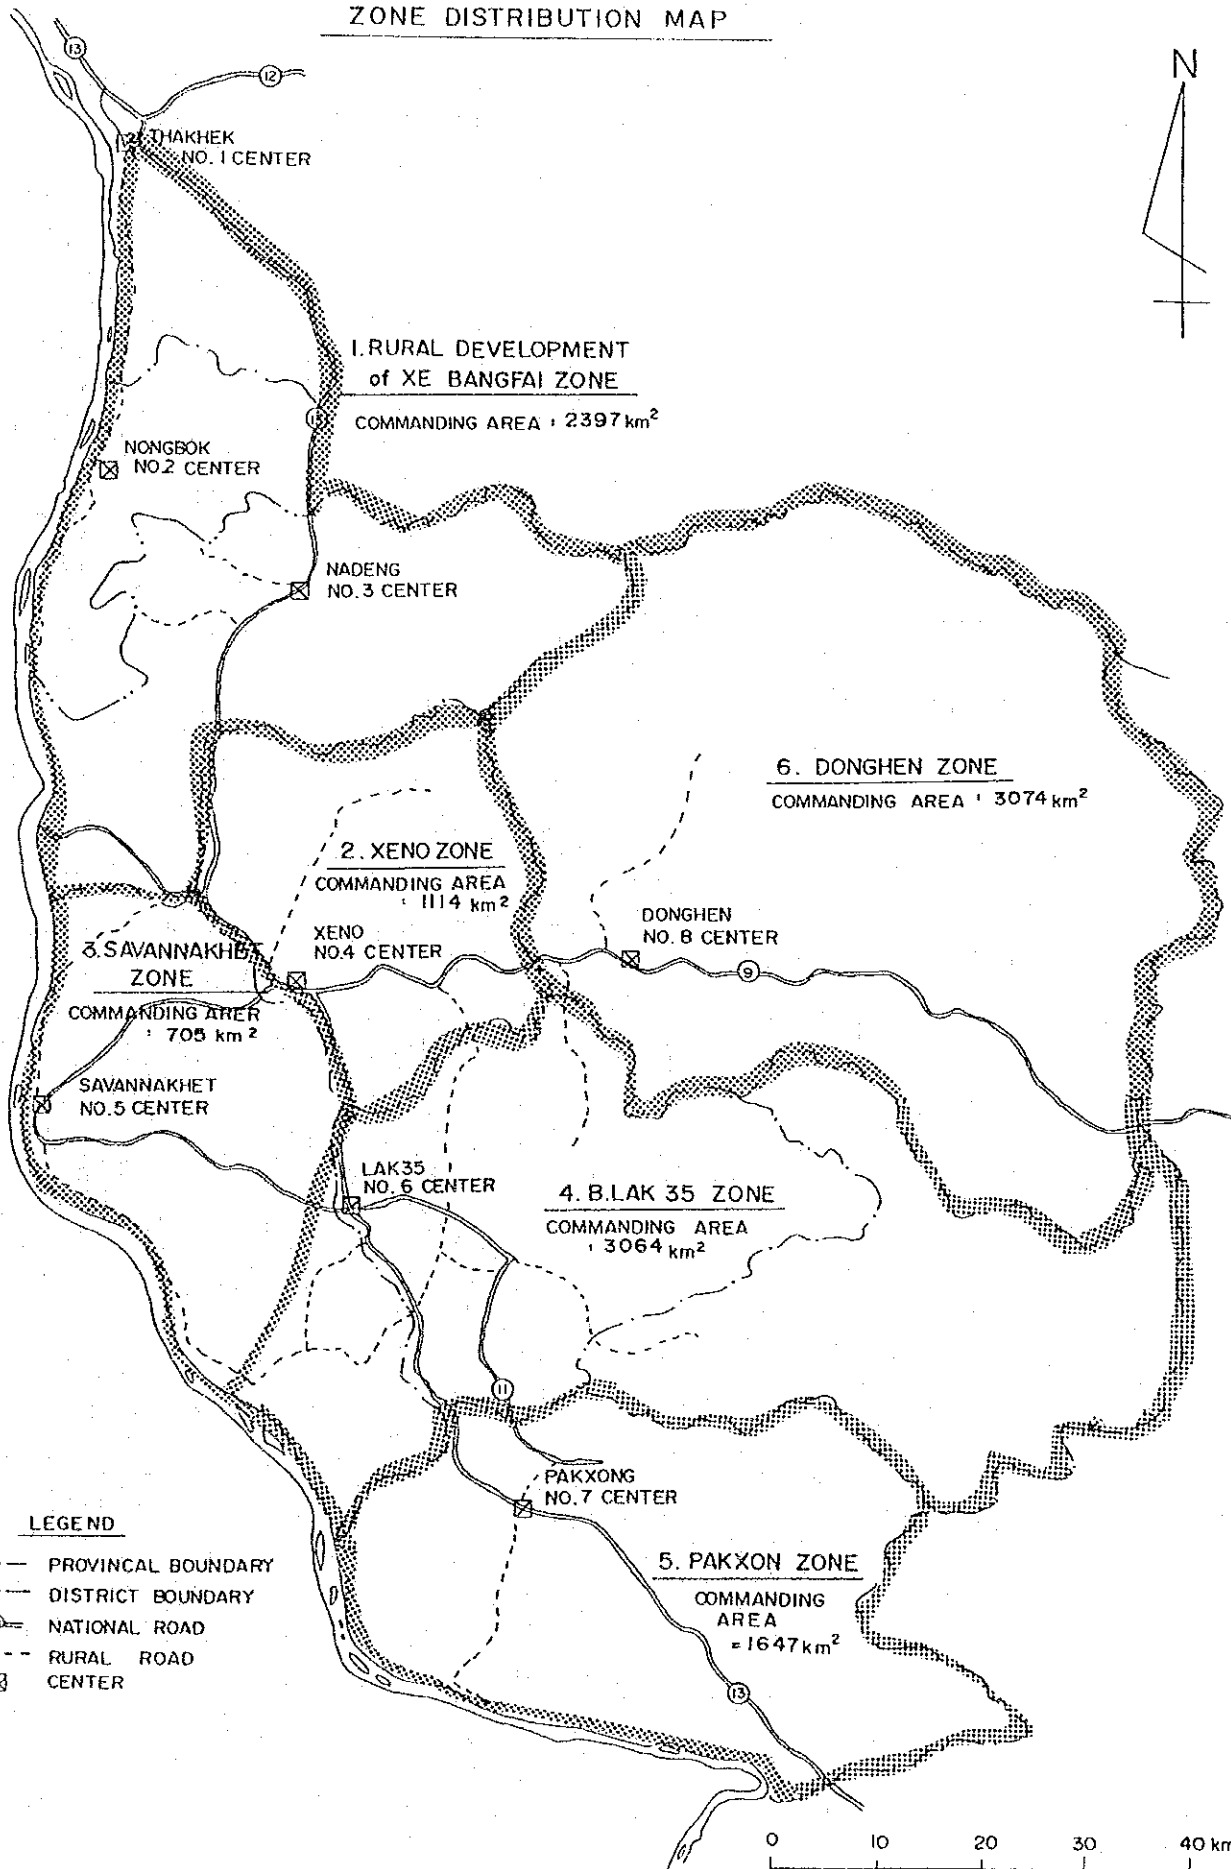 ZONE DISTRIBUTION MAP
N
13
12
THAKHEK
NO. 1 CENTER
1. RURAL DEVELOPMENT
of XE BANGFAI ZONE
COMMANDING AREA : 2397 km²
13
NONGBOK
NO.2 CENTER
NADENG
NO. 3 CENTER
6. DONGHEN ZONE
COMMANDING AREA : 3074 km²
2. XENO ZONE
COMMANDING AREA
: 1114 km²
DONGHEN
NO. 8 CENTER
XENO
NO.4 CENTER
9
3. SAVANNAKHET
ZONE
COMMANDING ARER
: 705 km²
SAVANNAKHET
NO. 5 CENTER
LAK35
NO. 6 CENTER
4. B.LAK 35 ZONE
COMMANDING AREA
: 3064 km²
11
PAKXONG
NO. 7 CENTER
5. PAKXON ZONE
COMMANDING
AREA
=1647km²
13
LEGEND
PROVINCAL BOUNDARY
DISTRICT BOUNDARY
NATIONAL ROAD
RURAL ROAD
CENTER
0 10 20 30 40 km